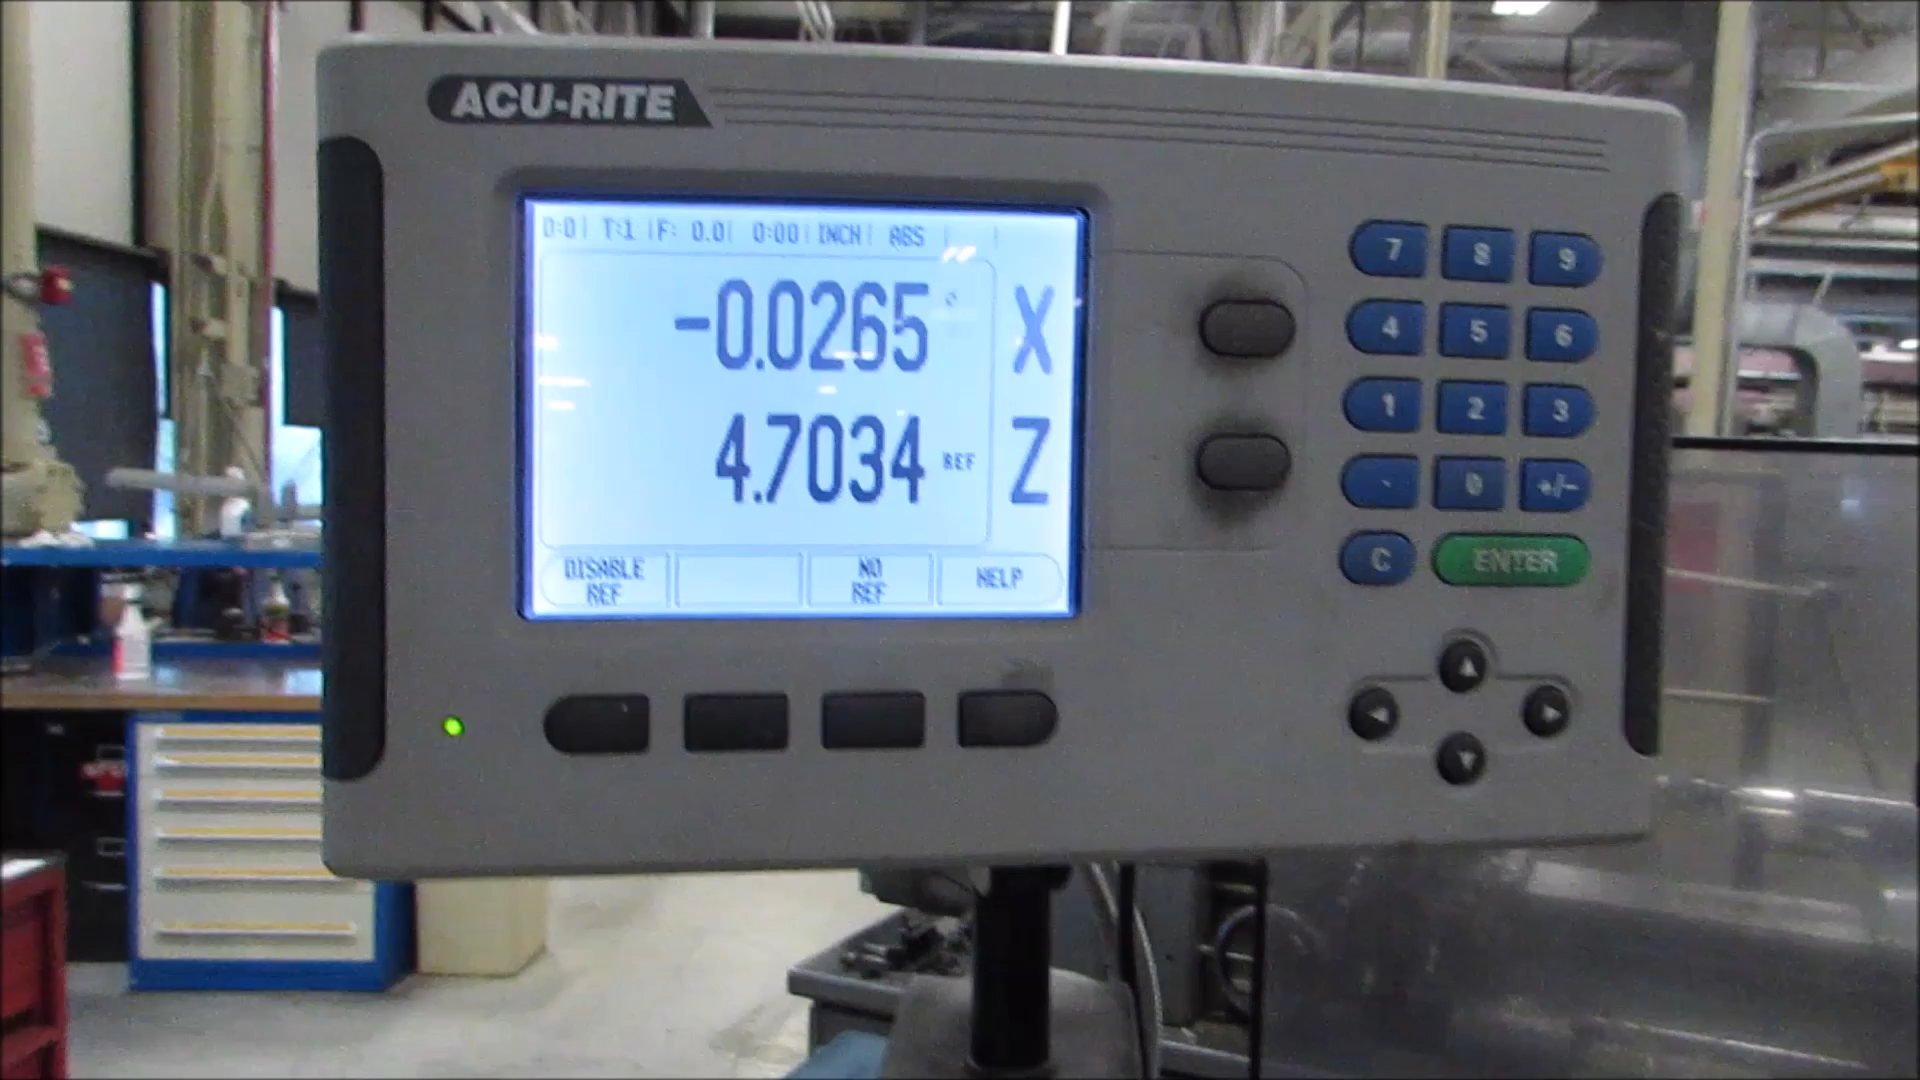 ACU-RITE
D:0 T:1 F: 0.0 0:00 INCH ABS
-0.0265 ⌀ X
4.7034 REF Z
DISABLE REF
NO REF
HELP
7 8 9
4 5 6
1 2 3
. 0 +/-
C ENTER